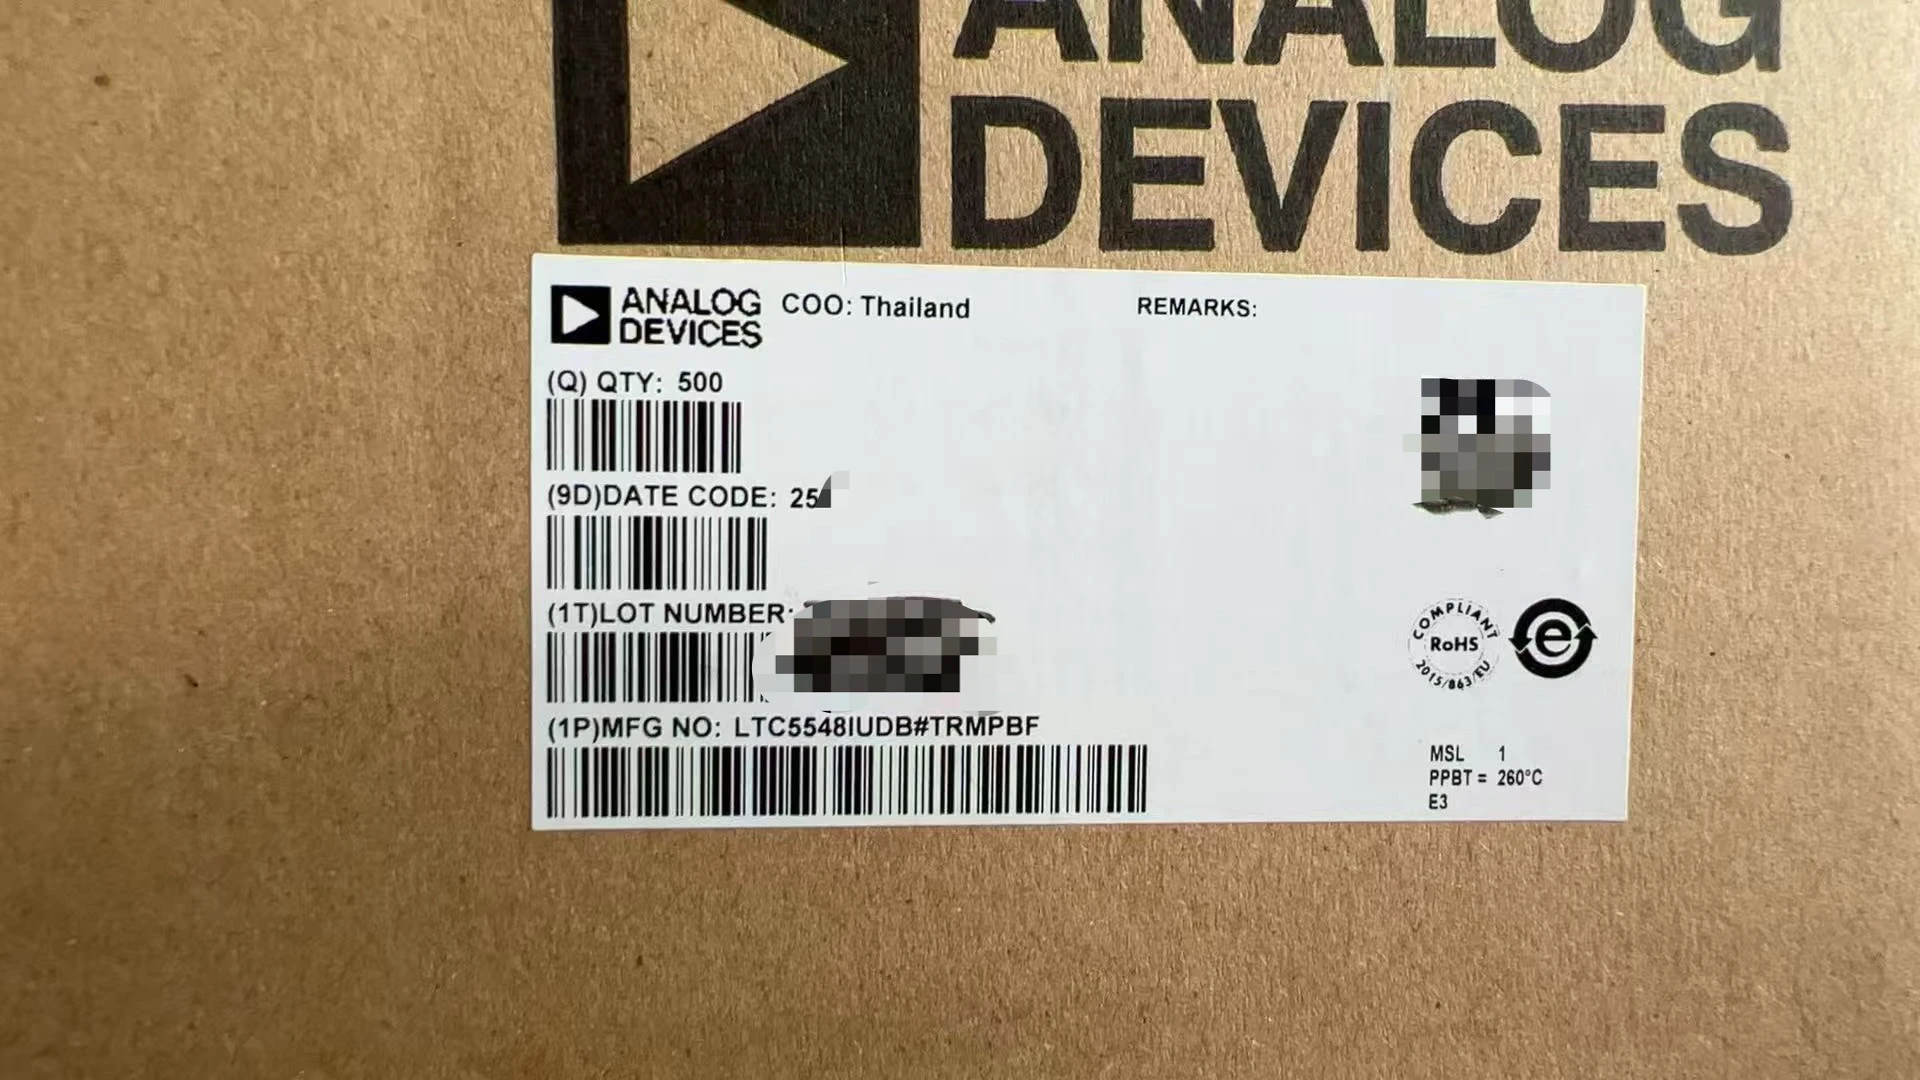 ANALOG
DEVICES
ANALOG
DEVICES
COO: Thailand
REMARKS:
(Q) QTY: 500
(9D)DATE CODE: 25
(1T)LOT NUMBER:
(1P)MFG NO: LTC5548IUDB#TRMPBF
COMPLIANT
RoHS
2015/863/EU
e
MSL 1
PPBT = 260°C
E3